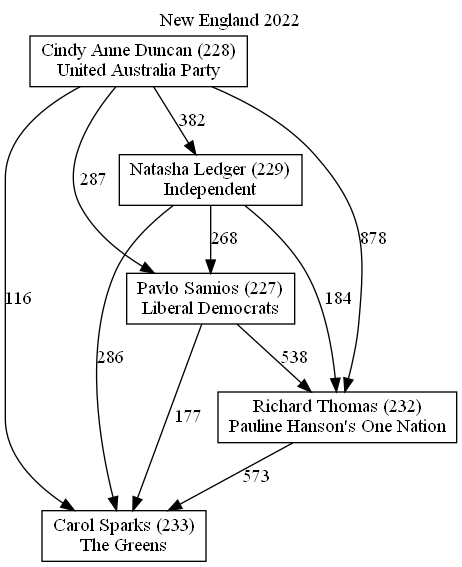 New England 2022
Cindy Anne Duncan (228)
United Australia Party
382
Natasha Ledger (229)
Independent
287
878
268
Pavlo Samios (227)
Liberal Democrats
116
286
184
538
Richard Thomas (232)
Pauline Hanson's One Nation
177
573
Carol Sparks (233)
The Greens